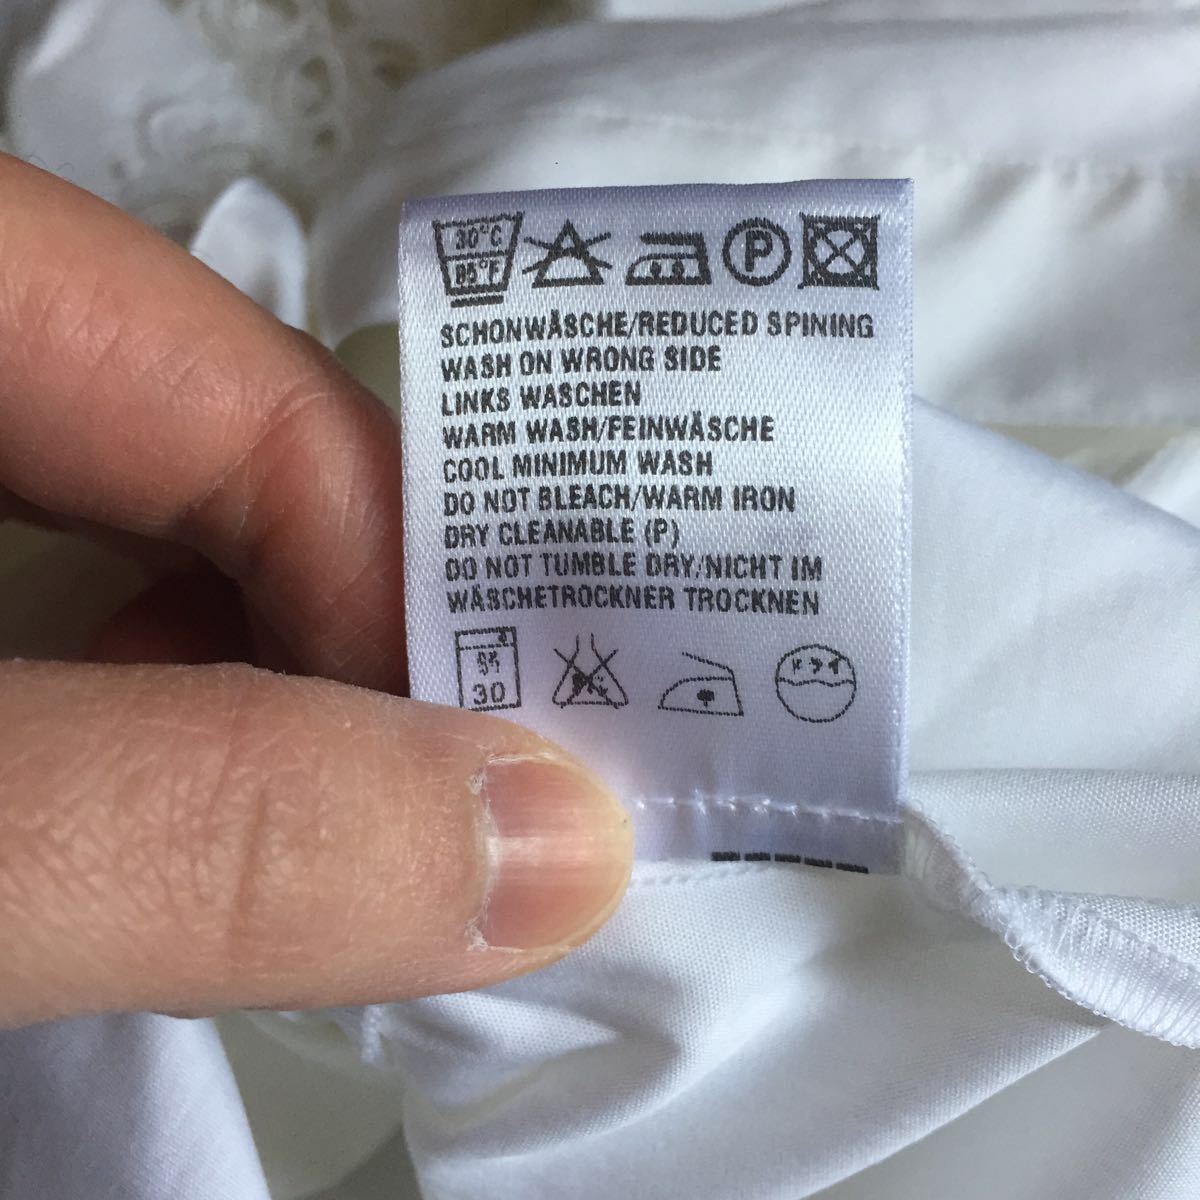 30°C
85°F
P
SCHONWÄSCHE/REDUCED SPINING
WASH ON WRONG SIDE
LINKS WASCHEN
WARM WASH/FEINWÄSCHE
COOL MINIMUM WASH
DO NOT BLEACH/WARM IRON
DRY CLEANABLE (P)
DO NOT TUMBLE DRY/NICHT IM
WÄSCHETROCKNER TROCKNEN
30
ドライ